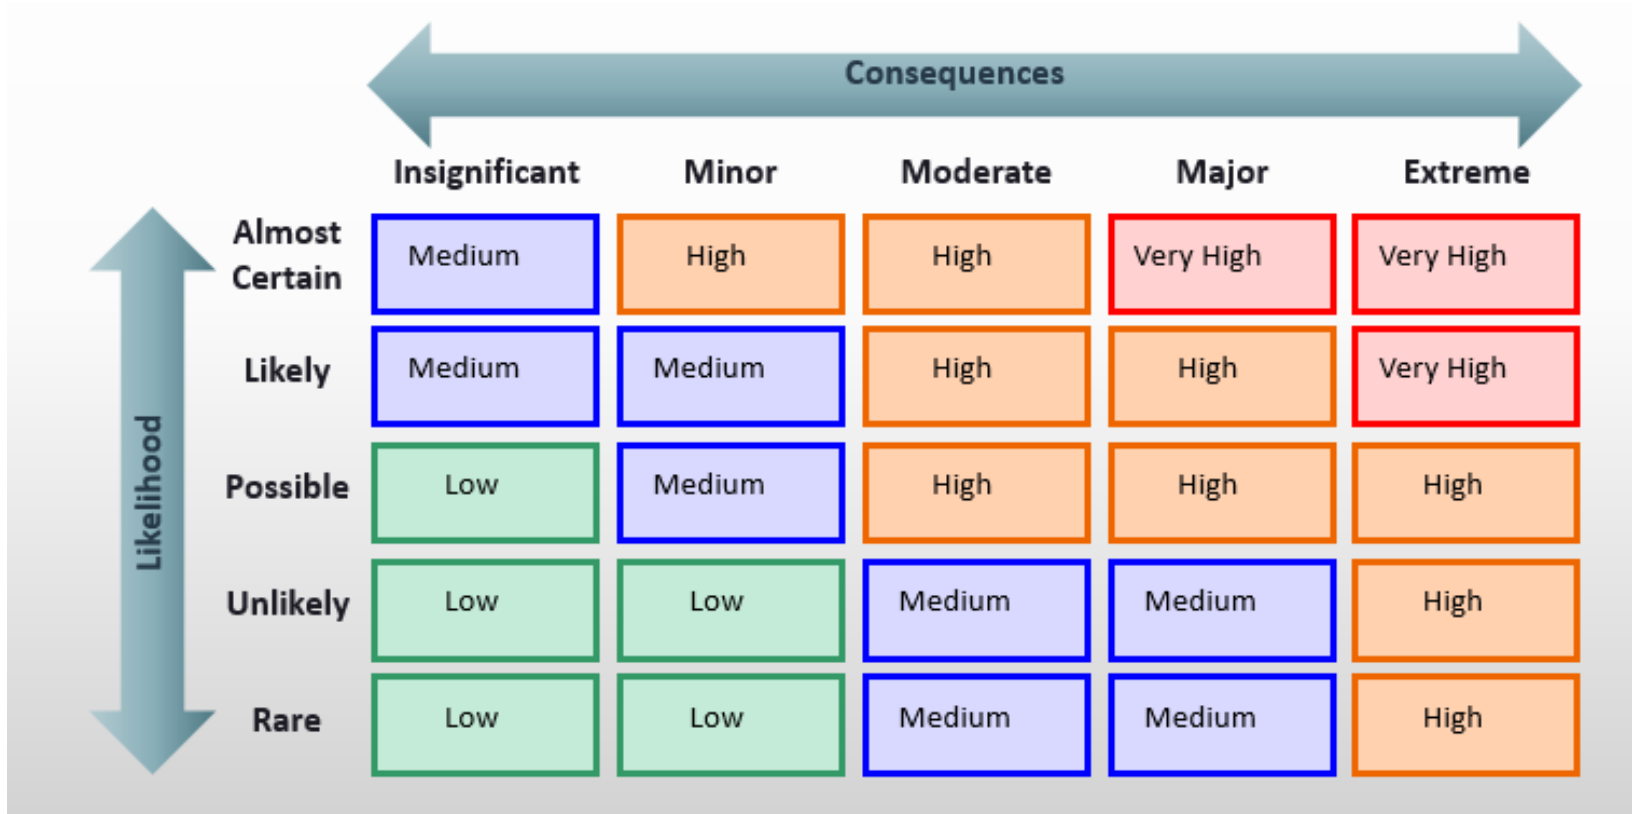 Consequences
Insignificant Minor Moderate Major Extreme
Almost
Certain
Medium High High Very High Very High
Likely Medium Medium High High Very High
Likelihood
Possible Low Medium High High High
Unlikely Low Low Medium Medium High
Rare Low Low Medium Medium High